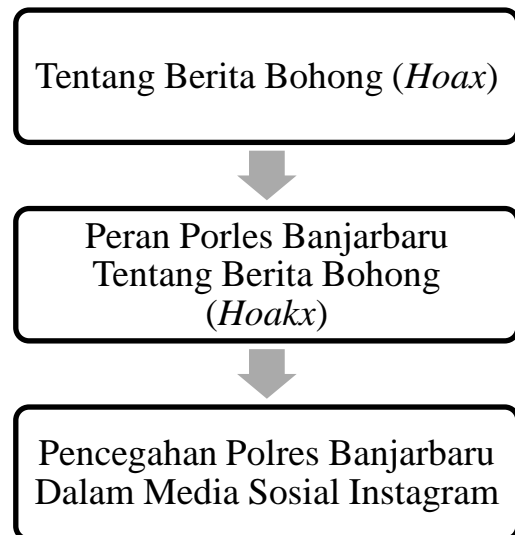 Tentang Berita Bohong (Hoax)
Peran Porles Banjarbaru
Tentang Berita Bohong
(Hoakx)
Pencegahan Polres Banjarbaru
Dalam Media Sosial Instagram